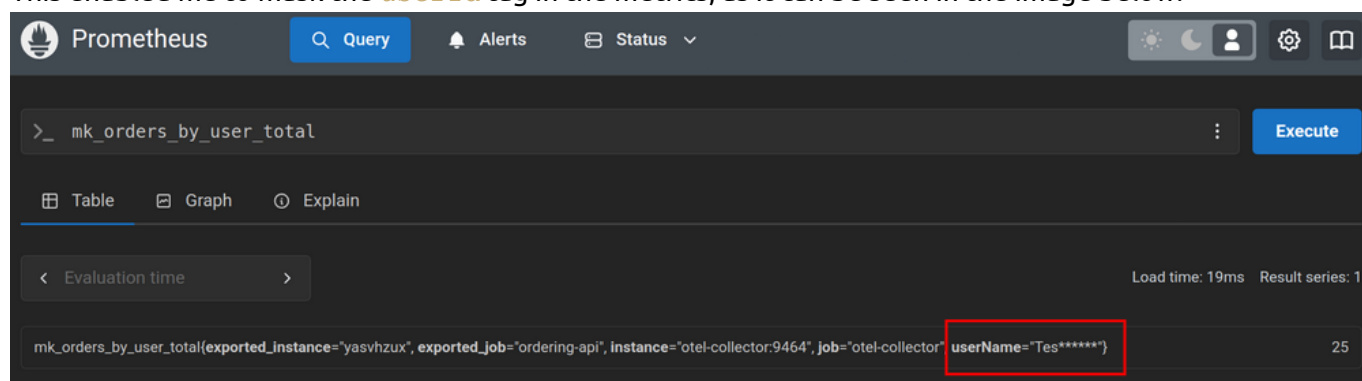 Prometheus Query Alerts Status
>_ mk_orders_by_user_total Execute
Table Graph Explain
Evaluation time Load time: 19ms Result series: 1
mk_orders_by_user_total{exported_instance="yasvhzux", exported_job="ordering-api", instance="otel-collector:9464", job="otel-collector", userName="Tes******"} 25